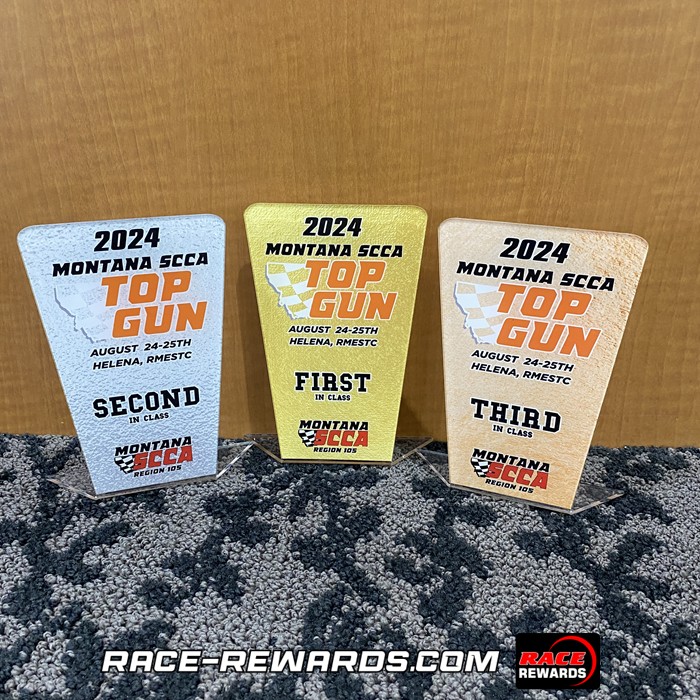 2024
MONTANA SCCA
TOP
GUN
AUGUST 24-25TH
HELENA, RMESTC
SECOND
IN CLASS
MONTANA
SCCA
REGION 105
2024
MONTANA SCCA
TOP
GUN
AUGUST 24-25TH
HELENA, RMESTC
FIRST
IN CLASS
MONTANA
SCCA
REGION 105
2024
MONTANA SCCA
TOP
GUN
AUGUST 24-25TH
HELENA, RMESTC
THIRD
IN CLASS
MONTANA
SCCA
REGION 105
RACE-REWARDS.COM
RACE
REWARDS